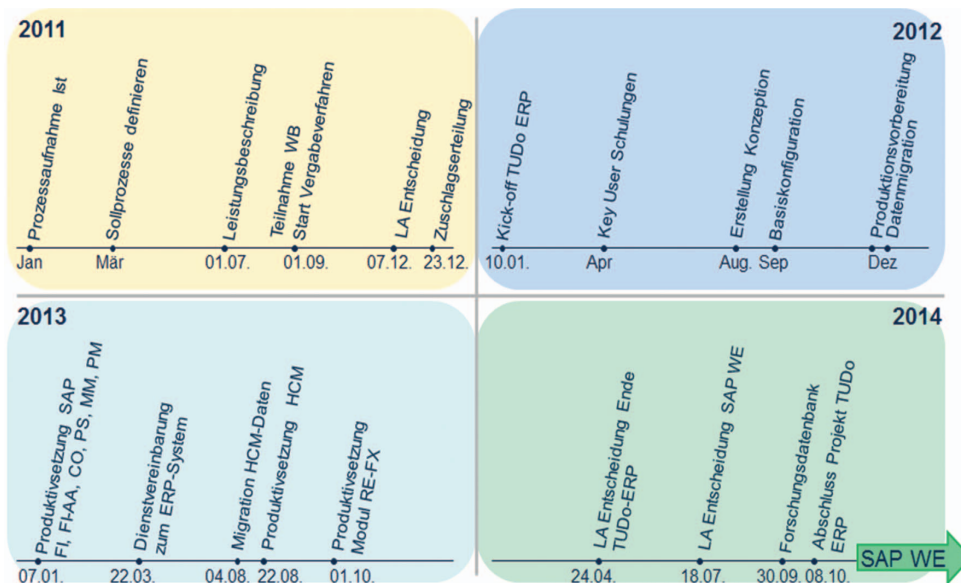 2011
Prozessaufnahme Ist
Sollprozesse definieren
Leistungsbeschreibung
Teilnahme WB
Start Vergabeverfahren
LA Entscheidung
Zuschlagserteilung
Jan
Mär
01.07.
01.09.
07.12.
23.12.
2012
Kick-off TUDo ERP
Key User Schulungen
Erstellung Konzeption
Basiskonfiguration
Produktionsvorbereitung
Datenmigration
10.01.
Apr
Aug.
Sep
Dez
2013
Produktivsetzung SAP
FI, FI-AA, CO, PS, MM, PM
Dienstvereinbarung
zum ERP-System
Migration HCM-Daten
Produktivsetzung HCM
Produktivsetzung
Modul RE-FX
07.01.
22.03.
04.08.
22.08.
01.10.
2014
LA Entscheidung Ende
TUDo-ERP
LA Entscheidung SAP WE
Forschungsdatenbank
Abschluss Projekt TUDo
ERP
24.04.
18.07.
30.09.
08.10.
SAP WE